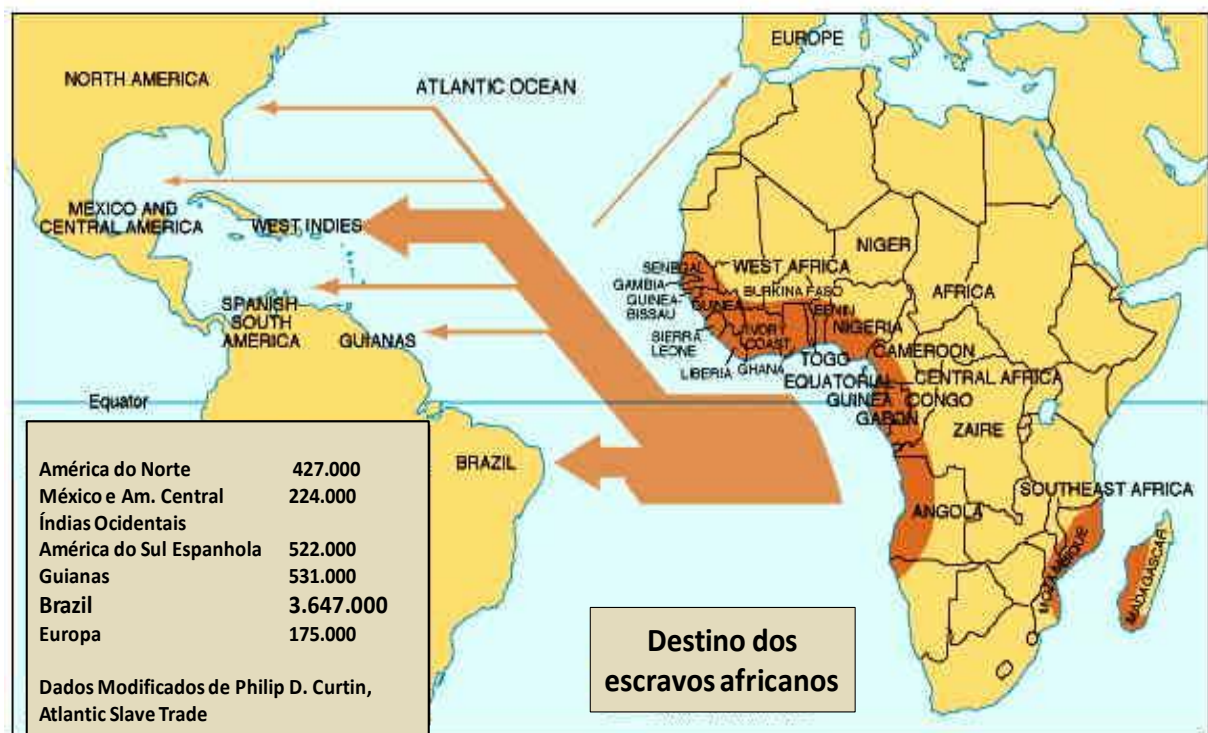 EUROPE
NORTH AMERICA
ATLANTIC OCEAN
MEXICO AND
CENTRAL AMERICA
WEST INDIES
NIGER
SENEGAL
WEST AFRICA
GAMBIA
BURKINA FASO
AFRICA
GUINEA-
BISSAU
GUINEA
BENIN
SPANISH
SOUTH
AMERICA
GUIANAS
IVORY
COAST
NIGERIA
SIERRA
LEONE
TOGO
CAMEROON
LIBERIA
GHANA
EQUATORIAL
GUINEA
CENTRAL AFRICA
CONGO
Equator
GABON
ZAIRE
BRAZIL
SOUTHEAST AFRICA
ANGOLA
MOZAMBIQUE
MADAGASCAR
América do Norte 427.000
México e Am. Central 224.000
Índias Ocidentais
América do Sul Espanhola 522.000
Guianas 531.000
Brazil 3.647.000
Europa 175.000
Dados Modificados de Philip D. Curtin,
Atlantic Slave Trade
Destino dos
escravos africanos